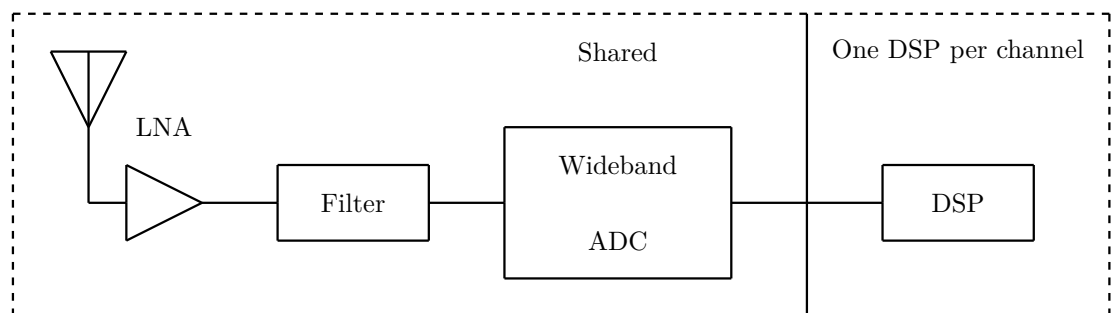 Shared
One DSP per channel
LNA
Wideband
Filter
DSP
ADC